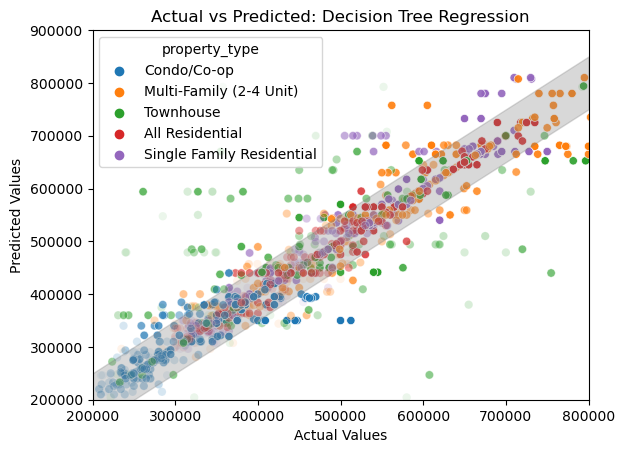 Actual vs Predicted: Decision Tree Regression
900000
800000
700000
600000
500000
400000
300000
200000
Predicted Values
property_type
Condo/Co-op
Multi-Family (2-4 Unit)
Townhouse
All Residential
Single Family Residential
200000 300000 400000 500000 600000 700000 800000
Actual Values